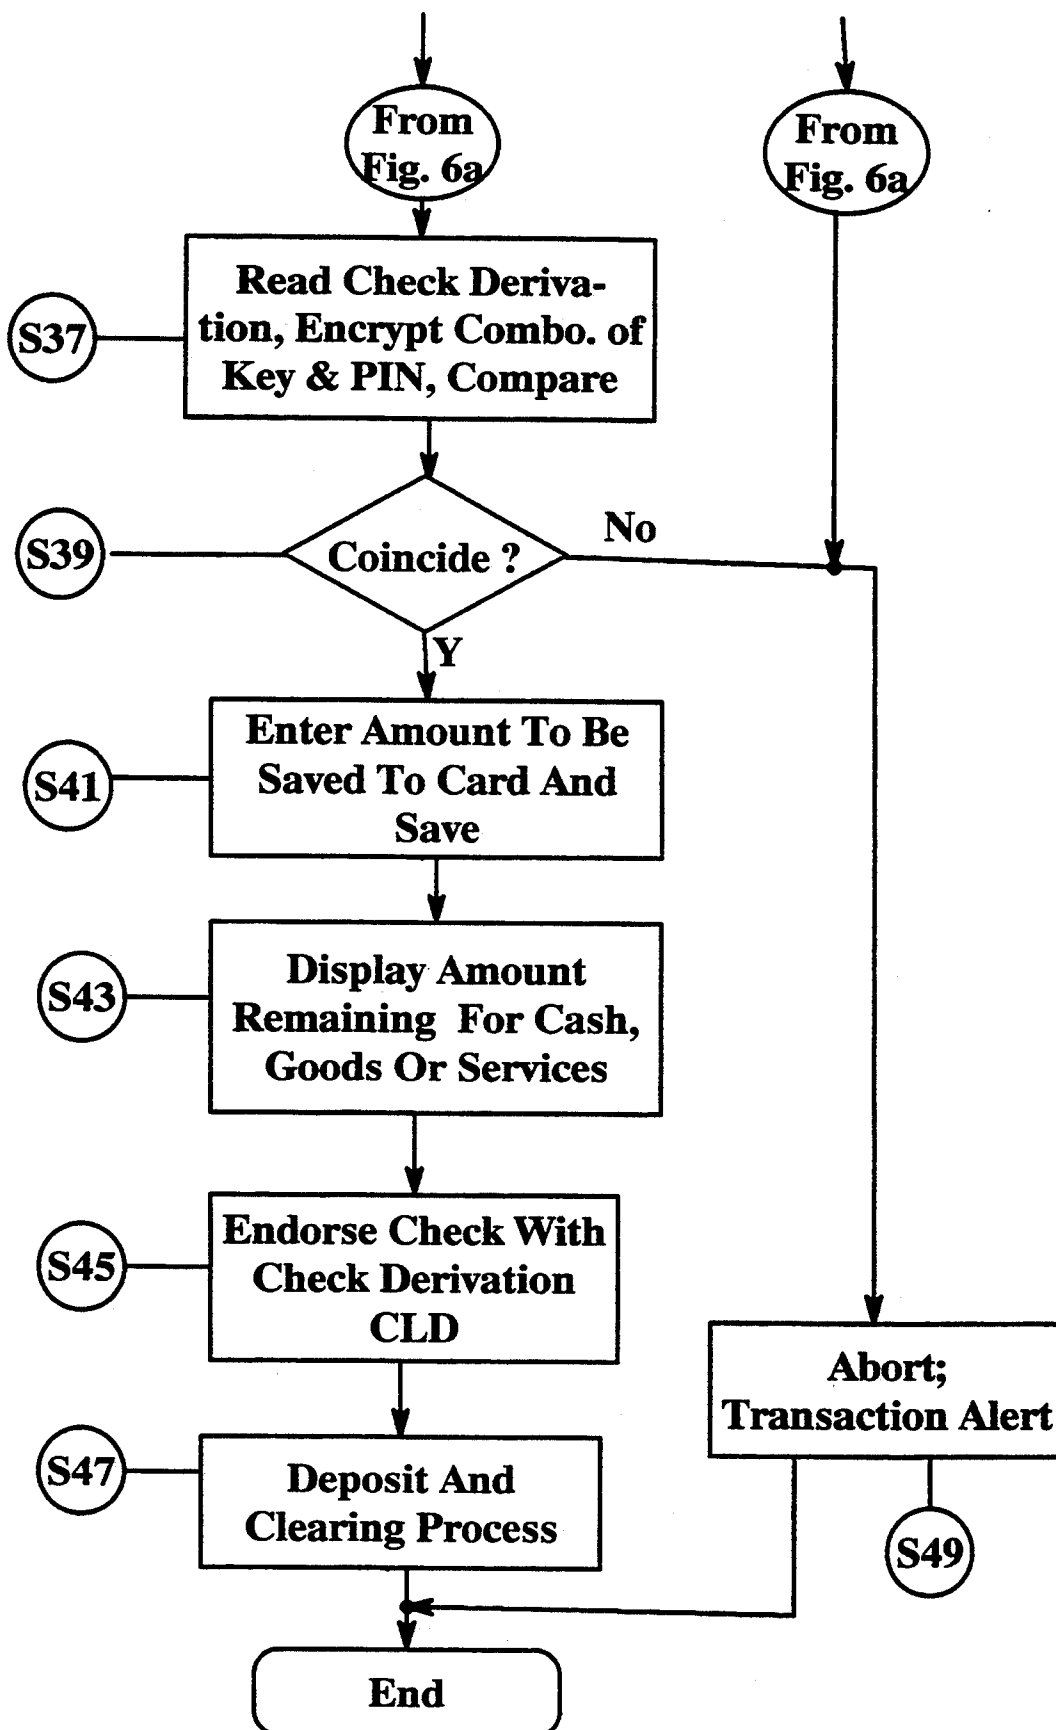 From
Fig. 6a
From
Fig. 6a
S37
Read Check Deriva-
tion, Encrypt Combo. of
Key & PIN, Compare
S39
Coincide ?
No
Y
S41
Enter Amount To Be
Saved To Card And
Save
S43
Display Amount
Remaining For Cash,
Goods Or Services
S45
Endorse Check With
Check Derivation
CLD
Abort;
Transaction Alert
S47
Deposit And
Clearing Process
S49
End